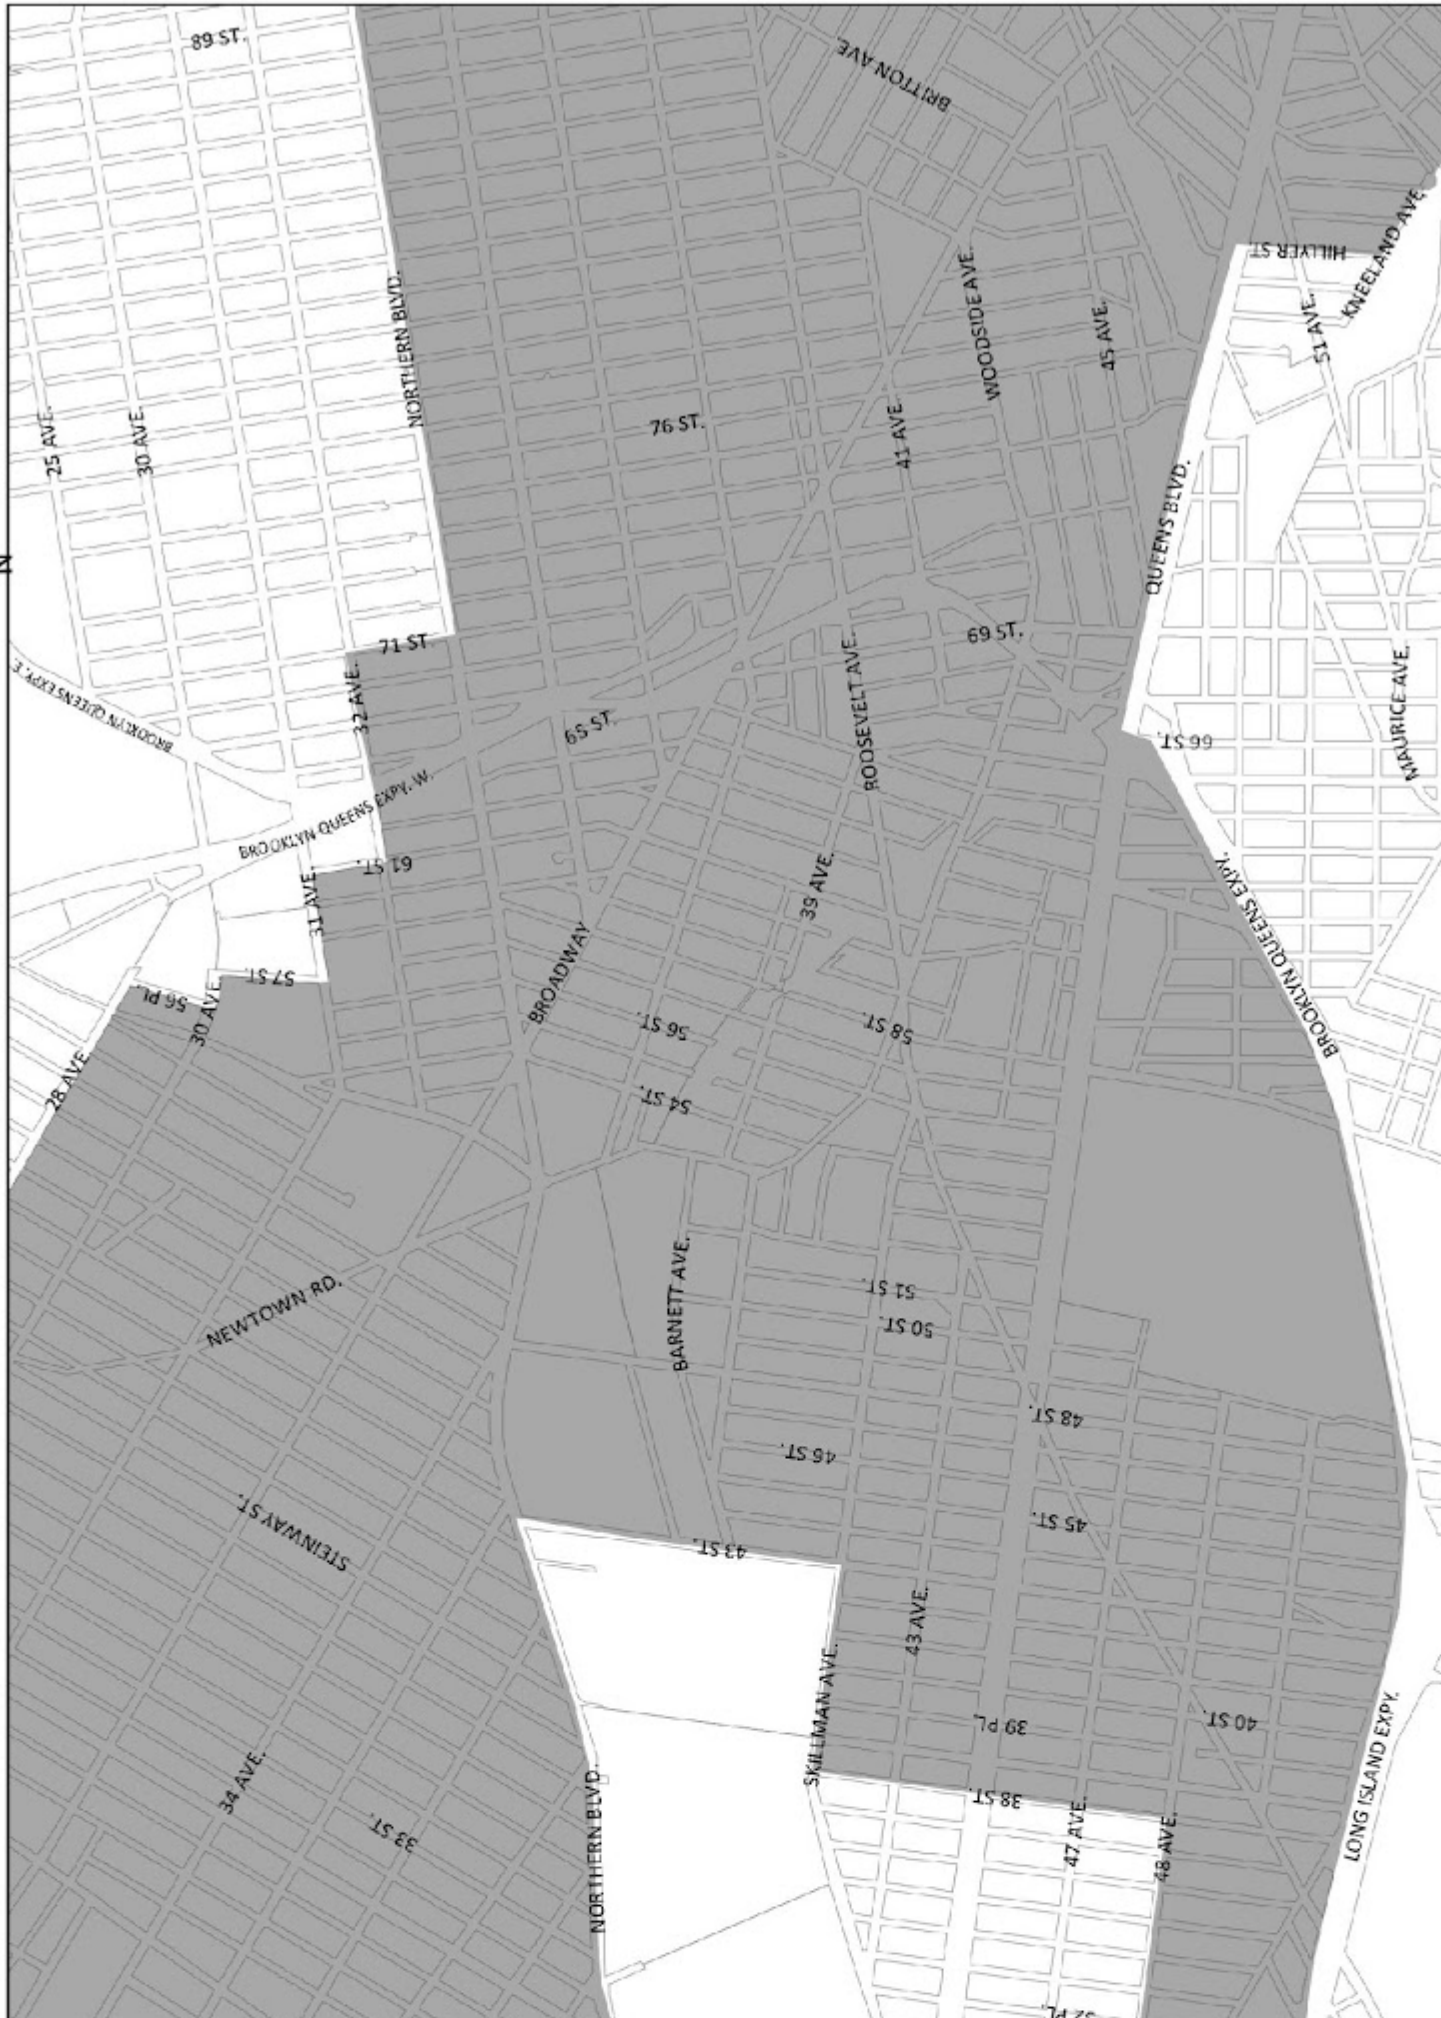 89 ST.
BRITTON AVE.
HILLYER ST.
KNEELAND AVE.
NORTHERN BLVD.
WOODSIDE AVE.
45 AVE.
51 AVE.
25 AVE.
30 AVE.
76 ST.
41 AVE.
QUEENS BLVD.
N
71 ST.
69 ST.
BROOKLYN QUEENS EXPY. E.
32 AVE.
65 ST.
ROOSEVELT AVE.
66 ST.
MAURICE AVE.
BROOKLYN QUEENS EXPY. W.
61 ST.
31 AVE.
39 AVE.
BROOKLYN QUEENS EXPY.
57 ST.
56 PL.
30 AVE.
BROADWAY
56 ST.
58 ST.
28 AVE.
54 ST.
NEWTOWN RD.
BARNETT AVE.
51 ST.
50 ST.
48 ST.
46 ST.
STEINWAY ST.
45 ST.
43 ST.
43 AVE.
SKILLMAN AVE.
39 PL.
40 ST.
34 AVE.
33 ST.
NORTHERN BLVD.
38 ST.
47 AVE.
48 AVE.
LONG ISLAND EXPY.